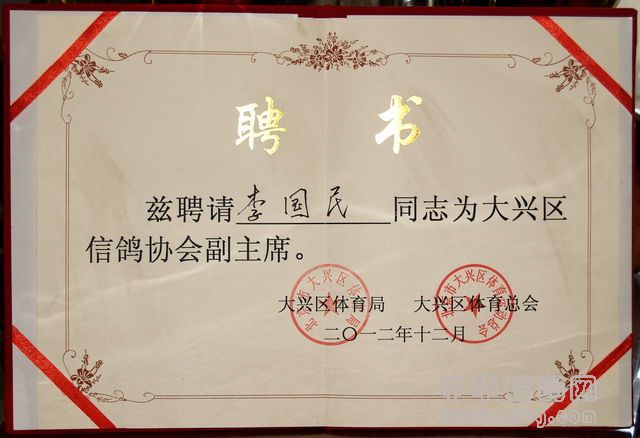 聘 书
兹聘请李国民同志为大兴区
信鸽协会副主席。
大兴区体育局 大兴区体育总会
二〇一二年十二月